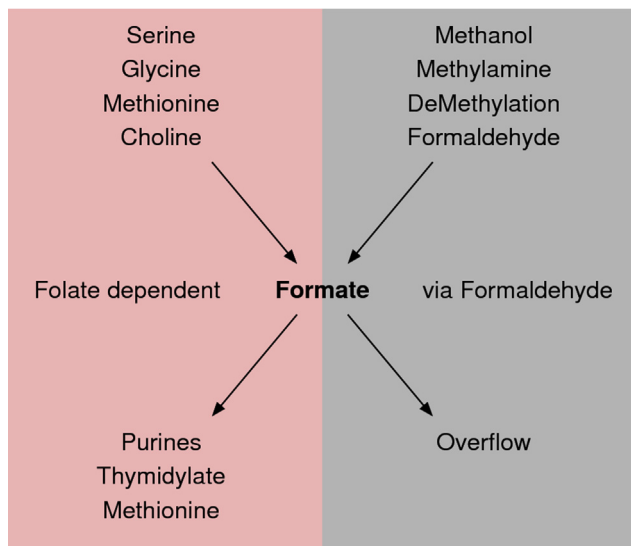 Serine
Glycine
Methionine
Choline
Methanol
Methylamine
DeMethylation
Formaldehyde
Folate dependent
Formate
via Formaldehyde
Purines
Thymidylate
Methionine
Overflow